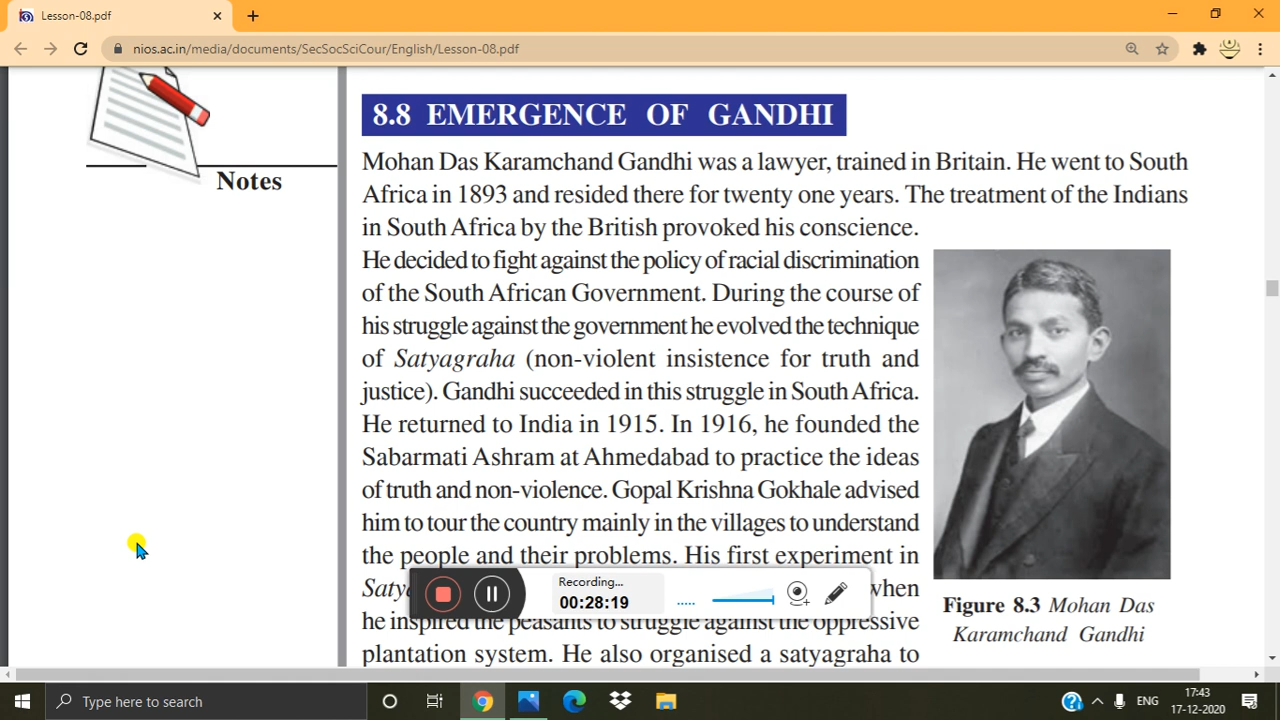 Lesson-08.pdf
nios.ac.in/media/documents/SecSocSciCour/English/Lesson-08.pdf
Notes
8.8 EMERGENCE OF GANDHI
Mohan Das Karamchand Gandhi was a lawyer, trained in Britain. He went to South
Africa in 1893 and resided there for twenty one years. The treatment of the Indians
in South Africa by the British provoked his conscience.
He decided to fight against the policy of racial discrimination
of the South African Government. During the course of
his struggle against the government he evolved the technique
of Satyagraha (non-violent insistence for truth and
justice). Gandhi succeeded in this struggle in South Africa.
He returned to India in 1915. In 1916, he founded the
Sabarmati Ashram at Ahmedabad to practice the ideas
of truth and non-violence. Gopal Krishna Gokhale advised
him to tour the country mainly in the villages to understand
the people and their problems. His first experiment in
when
he inspired the peasants to struggle against the oppressive
plantation system. He also organised a satyagraha to
Figure 8.3 Mohan Das
Karamchand Gandhi
Recording...
00:28:19
Type here to search
ENG
17:43
17-12-2020